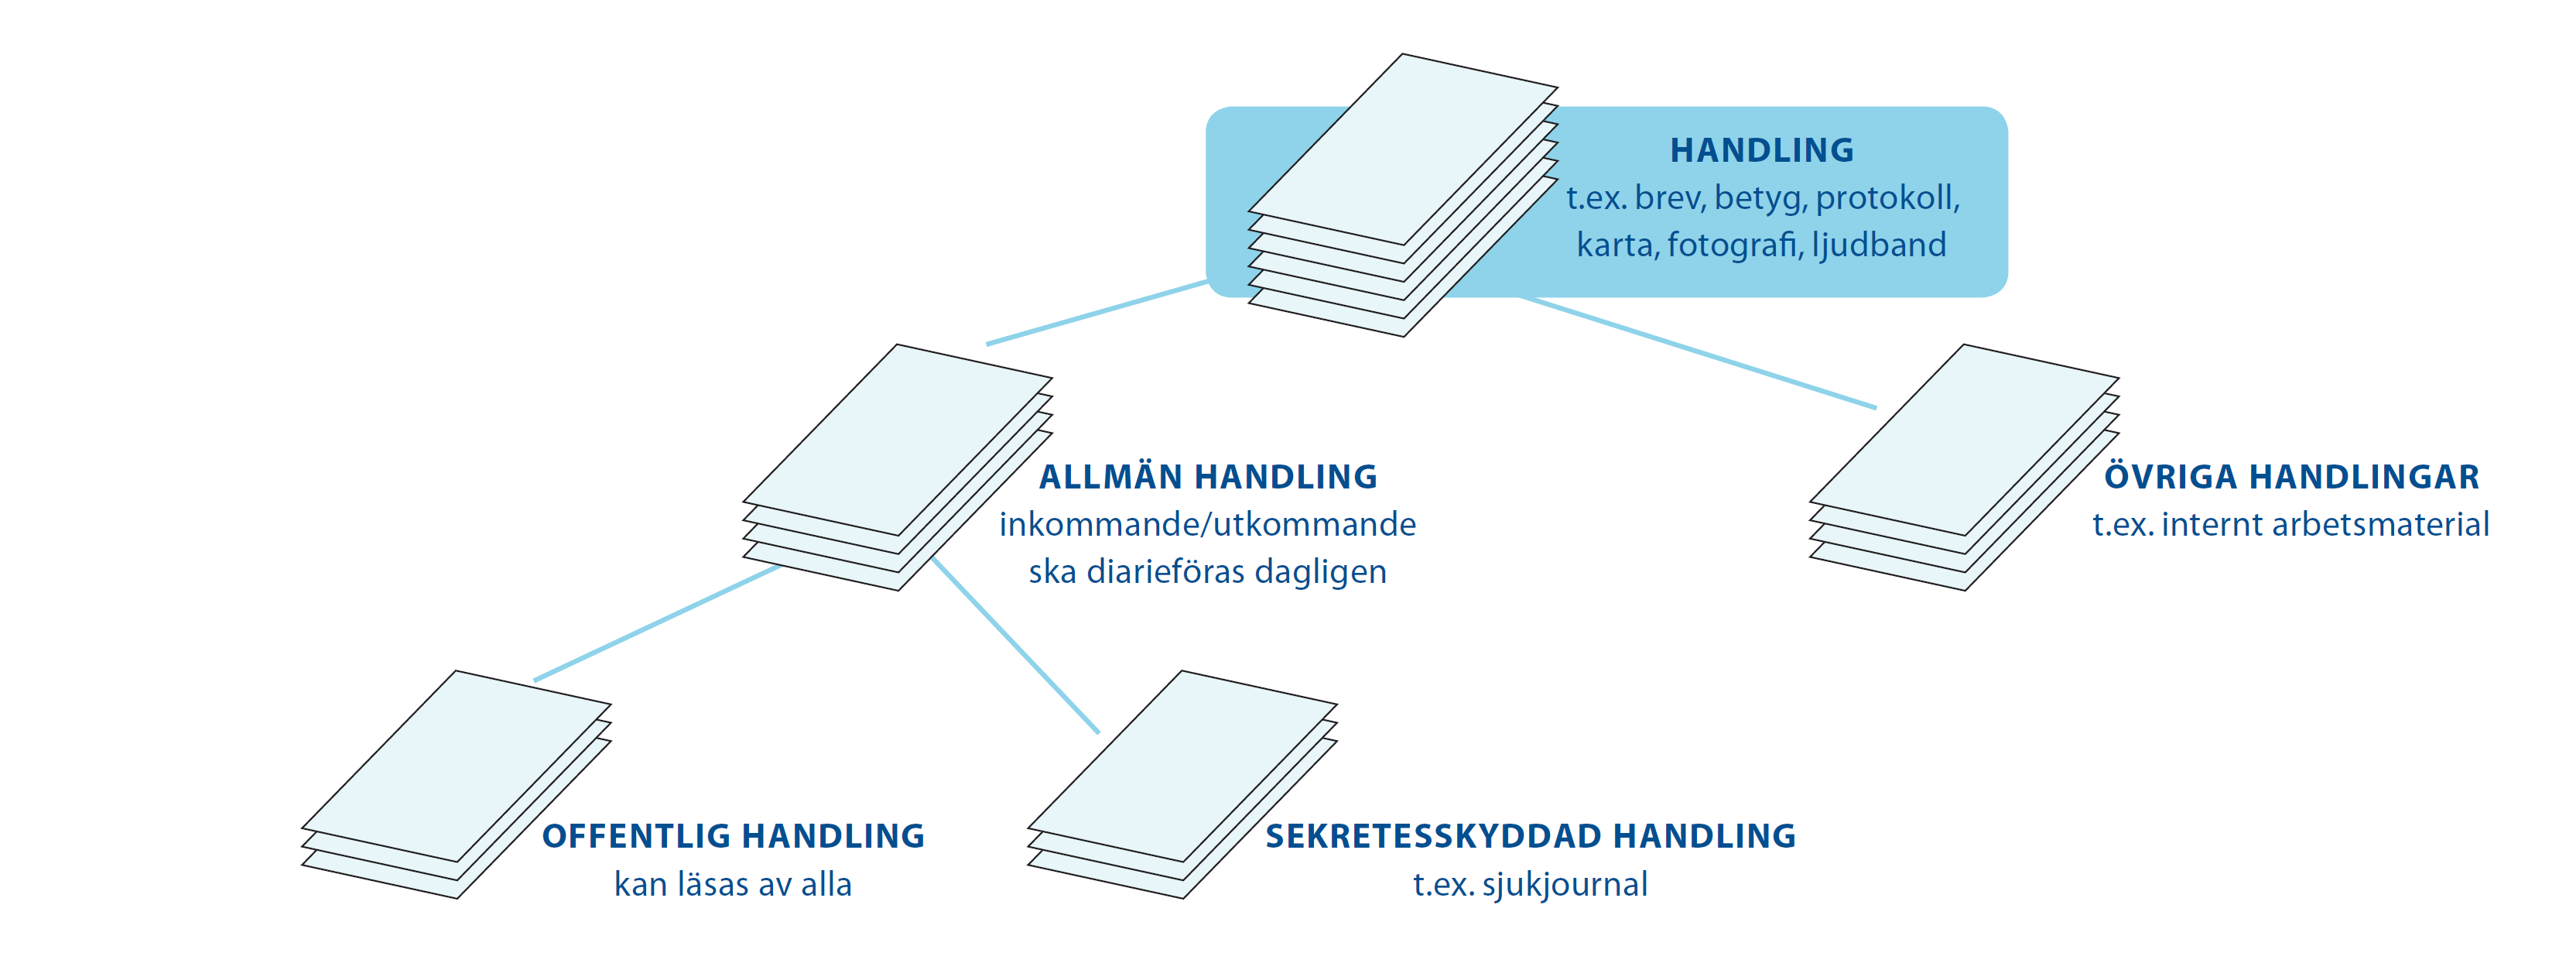 HANDLING
t.ex. brev, betyg, protokoll,
karta, fotografi, ljudband
ALLMÄN HANDLING
inkommande/utkommande
ska diarieföras dagligen
ÖVRIGA HANDLINGAR
t.ex. internt arbetsmaterial
OFFENTLIG HANDLING
kan läsas av alla
SEKRETESSKYDDAD HANDLING
t.ex. sjukjournal